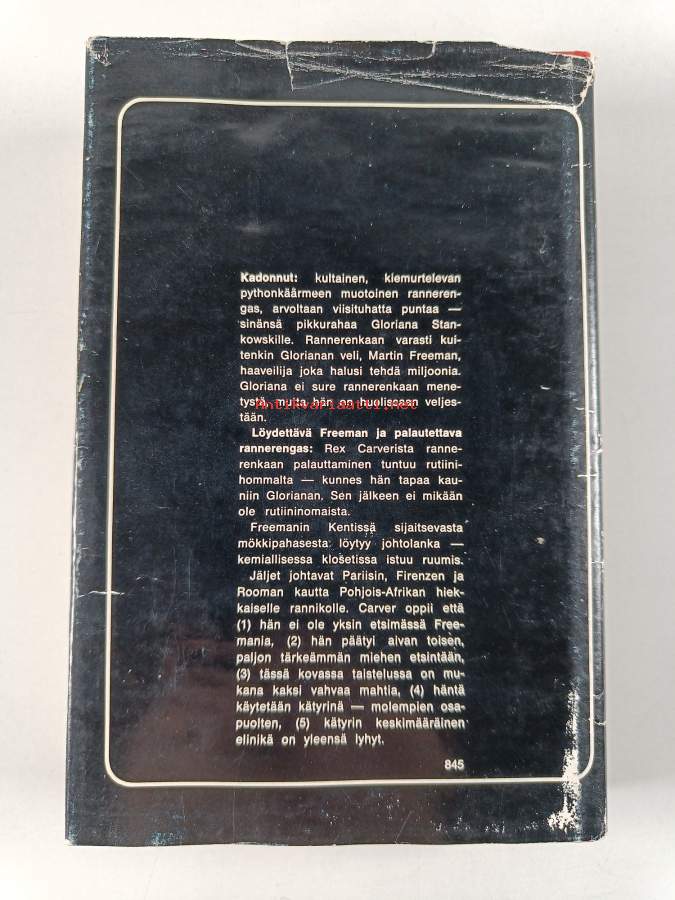 Kadonnut: kultainen, kiemurtelevan
pythonkäärmeen muotoinen ranneren-
gas, arvoltaan viisituhatta puntaa —
sinänsä pikkurahaa Gloriana Stan-
kowskille. Rannerenkaan varasti kui-
tenkin Glorianan veli, Martin Freeman,
haaveilija joka halusi tehdä miljoonia.
Gloriana ei sure rannerenkaan mene-
tystä, mutta hän on huolissaan veljes-
Antikvariaatti.net
tään.
Löydettävä Freeman ja palautettava
rannerengas: Rex Carverista ranne-
renkaan palauttaminen tuntuu rutiini-
hommalta — kunnes hän tapaa kau-
niin Glorianan. Sen jälkeen ei mikään
ole rutiininomaista.
Freemanin Kentissä sijaitsevasta
mökkipahasesta löytyy johtolanka —
kemiallisessa klosetissa istuu ruumis.
Jäljet johtavat Pariisin, Firenzen ja
Rooman kautta Pohjois-Afrikan hiek-
kaiselle rannikolle. Carver oppii että
(1) hän ei ole yksin etsimässä Free-
mania, (2) hän päätyi aivan toisen,
paljon tärkeämmän miehen etsintään,
(3) tässä kovassa taistelussa on mu-
kana kaksi vahvaa mahtia, (4) häntä
käytetään kätyrinä — molempien osa-
puolten, (5) kätyrin keskimääräinen
elinikä on yleensä lyhyt.
845